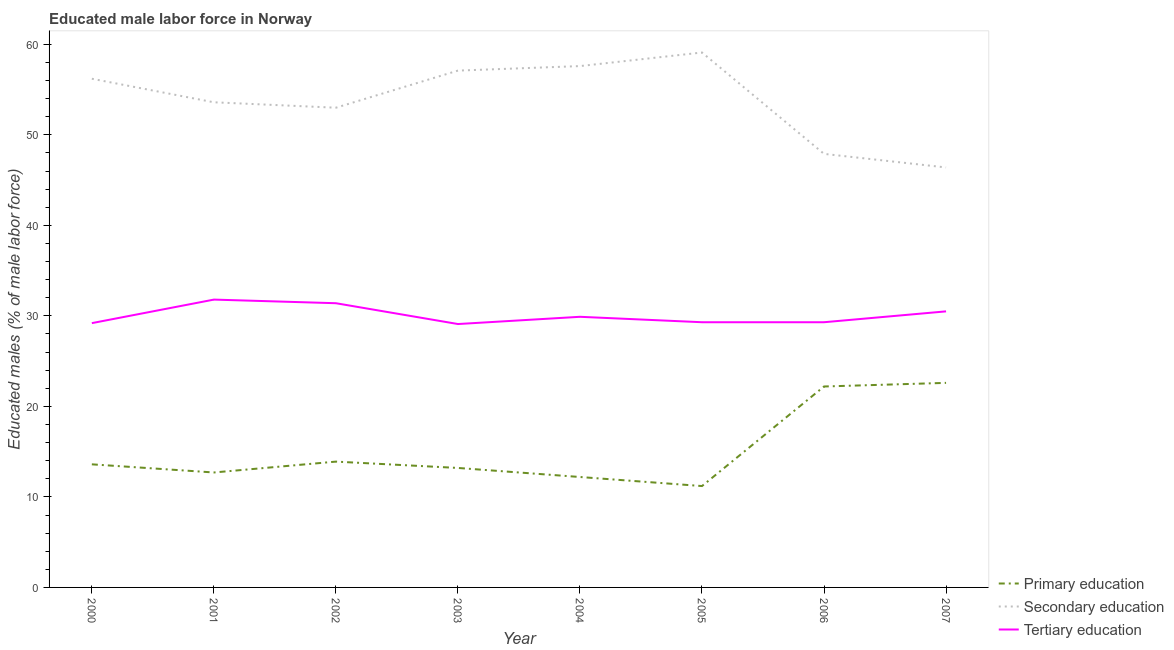 Educated male labor force in Norway
Educated males (% of male labor force)
60
50
40
30
20
10
0
2000
2001
2002
2003
2004
2005
2006
2007
Year
Primary education
Secondary education
Tertiary education